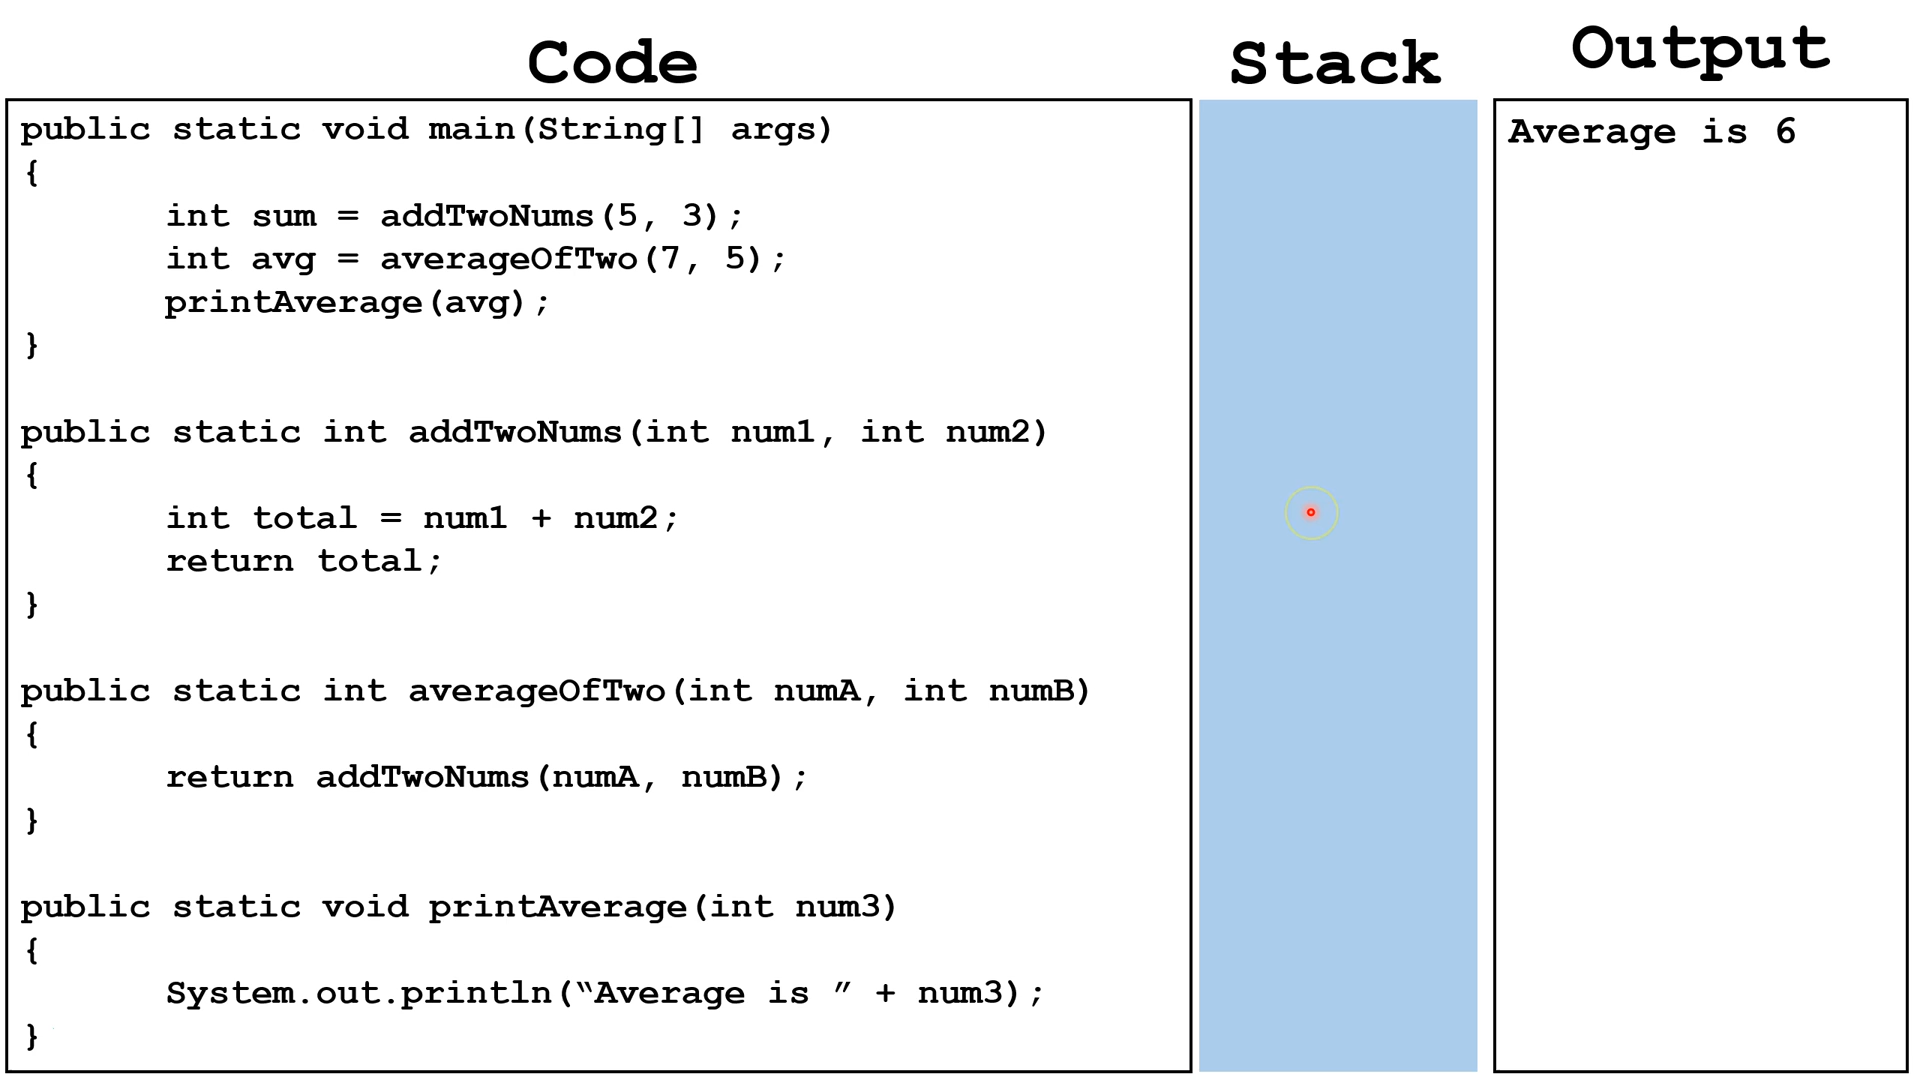 Code
public static void main(String[] args)
{
int sum = addTwoNums(5, 3);
int avg = averageOfTwo(7, 5);
printAverage(avg);
}
public static int addTwoNums(int num1, int num2)
{
int total = num1 + num2;
return total;
}
public static int averageOfTwo(int numA, int numB)
{
return addTwoNums(numA, numB);
}
public static void printAverage(int num3)
{
System.out.println(“Average is ” + num3);
}
Stack
Output
Average is 6